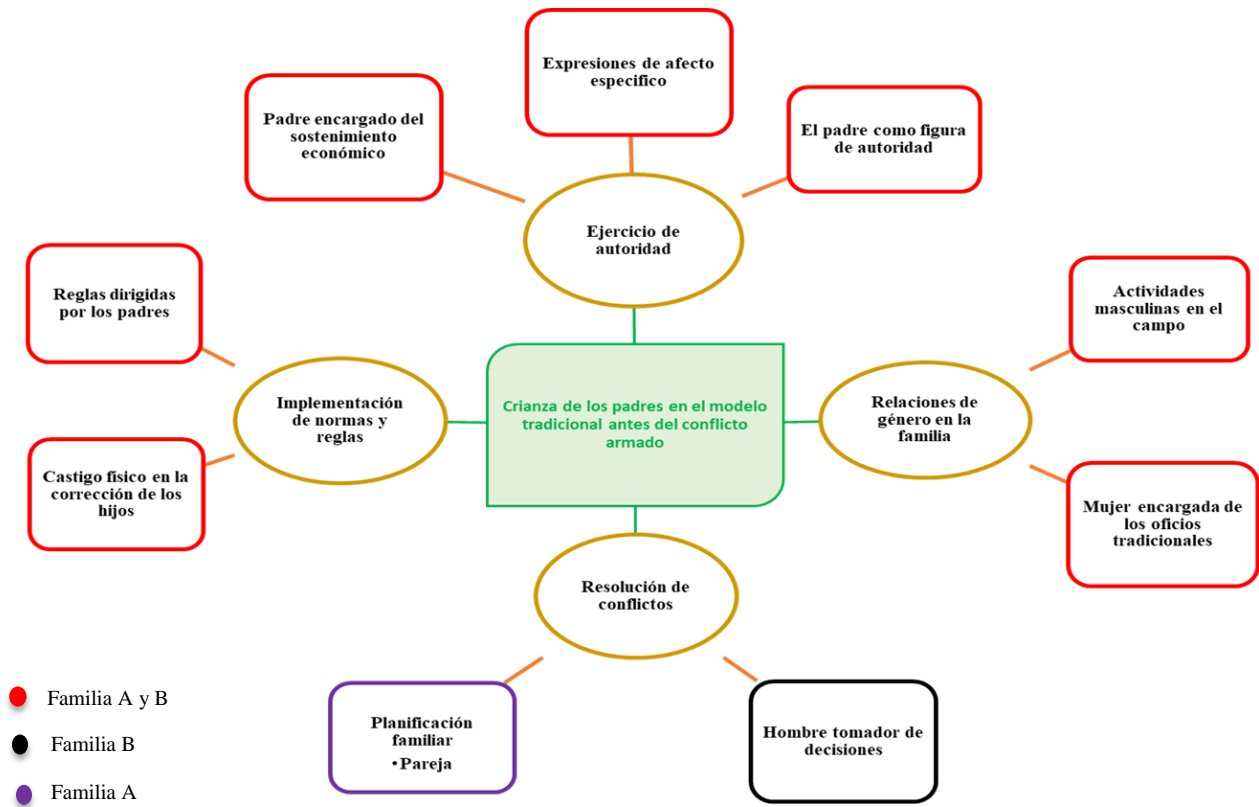 Expresiones de afecto
especifico
Padre encargado del
sostenimiento
económico
El padre como figura
de autoridad
Ejercicio de
autoridad
Reglas dirigidas
por los padres
Actividades
masculinas en el
campo
Implementación
de normas y
reglas
Crianza de los padres en el modelo
tradicional antes del conflicto
armado
Relaciones de
género en la
familia
Castigo físico en la
corrección de los
hijos
Mujer encargada de
los oficios
tradicionales
Resolución de
conflictos
Planificación
familiar
• Pareja
Hombre tomador de
decisiones
Familia A y B
Familia B
Familia A